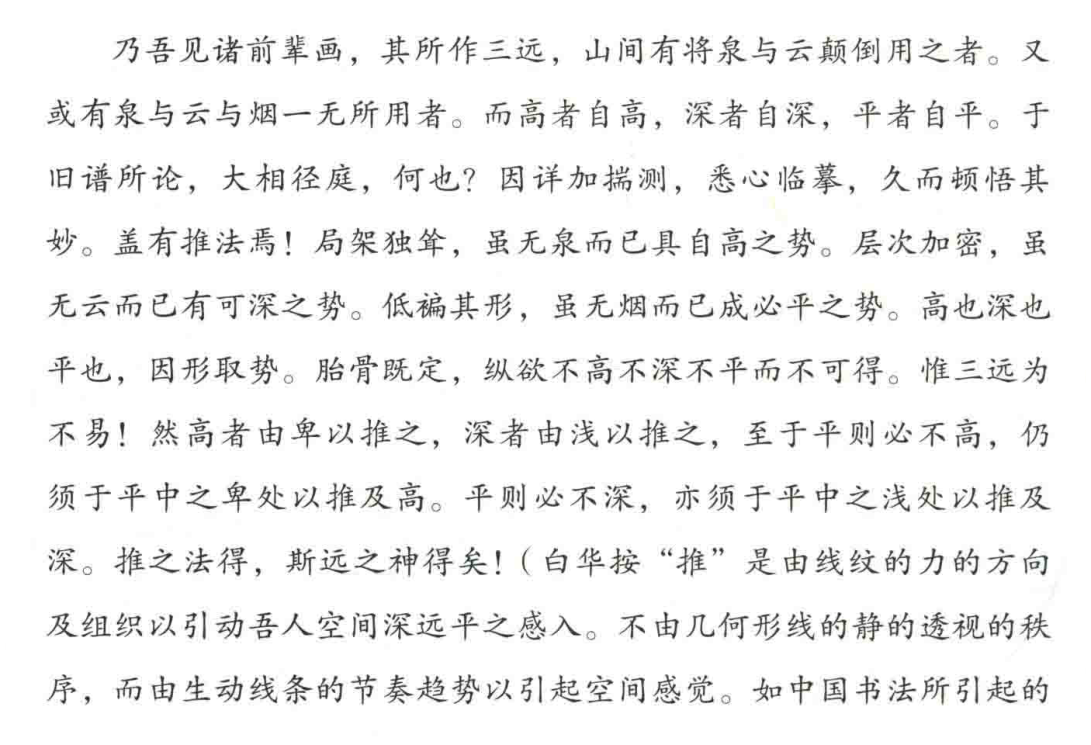 乃吾见诸前辈画，其所作三远，山间有将泉与云颠倒用之者。又
或有泉与云与烟一无所用者。而高者自高，深者自深，平者自平。于
旧谱所论，大相径庭，何也？因详加揣测，悉心临摹，久而顿悟其
妙。盖有推法焉！局架独耸，虽无泉而已具自高之势。层次加密，虽
无云而已有可深之势。低褊其形，虽无烟而已成必平之势。高也深也
平也，因形取势。胎骨既定，纵欲不高不深不平而不可得。惟三远为
不易！然高者由卑以推之，深者由浅以推之，至于平则必不高，仍
须于平中之卑处以推及高。平则必不深，亦须于平中之浅处以推及
深。推之法得，斯远之神得矣！（白华按“推”是由线纹的力的方向
及组织以引动吾人空间深远平之感入。不由几何形线的静的透视的秩
序，而由生动线条的节奏趋势以引起空间感觉。如中国书法所引起的